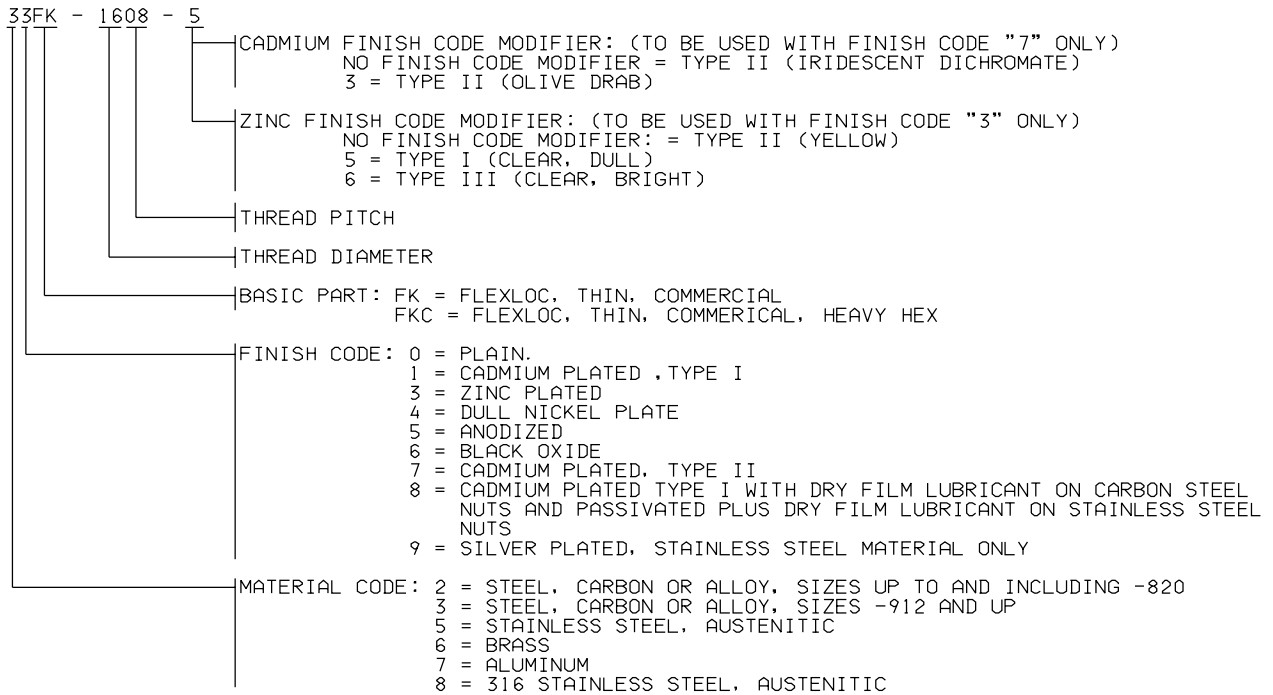 33FK - 1608 - 5
CADMIUM FINISH CODE MODIFIER: (TO BE USED WITH FINISH CODE "7" ONLY)
NO FINISH CODE MODIFIER = TYPE II (IRIDESCENT DICHROMATE)
3 = TYPE II (OLIVE DRAB)
ZINC FINISH CODE MODIFIER: (TO BE USED WITH FINISH CODE "3" ONLY)
NO FINISH CODE MODIFIER: = TYPE II (YELLOW)
5 = TYPE I (CLEAR, DULL)
6 = TYPE III (CLEAR, BRIGHT)
THREAD PITCH
THREAD DIAMETER
BASIC PART: FK = FLEXLOC, THIN, COMMERCIAL
FKC = FLEXLOC, THIN, COMMERICAL, HEAVY HEX
FINISH CODE: 0 = PLAIN.
1 = CADMIUM PLATED ,TYPE I
3 = ZINC PLATED
4 = DULL NICKEL PLATE
5 = ANODIZED
6 = BLACK OXIDE
7 = CADMIUM PLATED, TYPE II
8 = CADMIUM PLATED TYPE I WITH DRY FILM LUBRICANT ON CARBON STEEL
NUTS AND PASSIVATED PLUS DRY FILM LUBRICANT ON STAINLESS STEEL
NUTS
9 = SILVER PLATED, STAINLESS STEEL MATERIAL ONLY
MATERIAL CODE: 2 = STEEL, CARBON OR ALLOY, SIZES UP TO AND INCLUDING -820
3 = STEEL, CARBON OR ALLOY, SIZES -912 AND UP
5 = STAINLESS STEEL, AUSTENITIC
6 = BRASS
7 = ALUMINUM
8 = 316 STAINLESS STEEL, AUSTENITIC